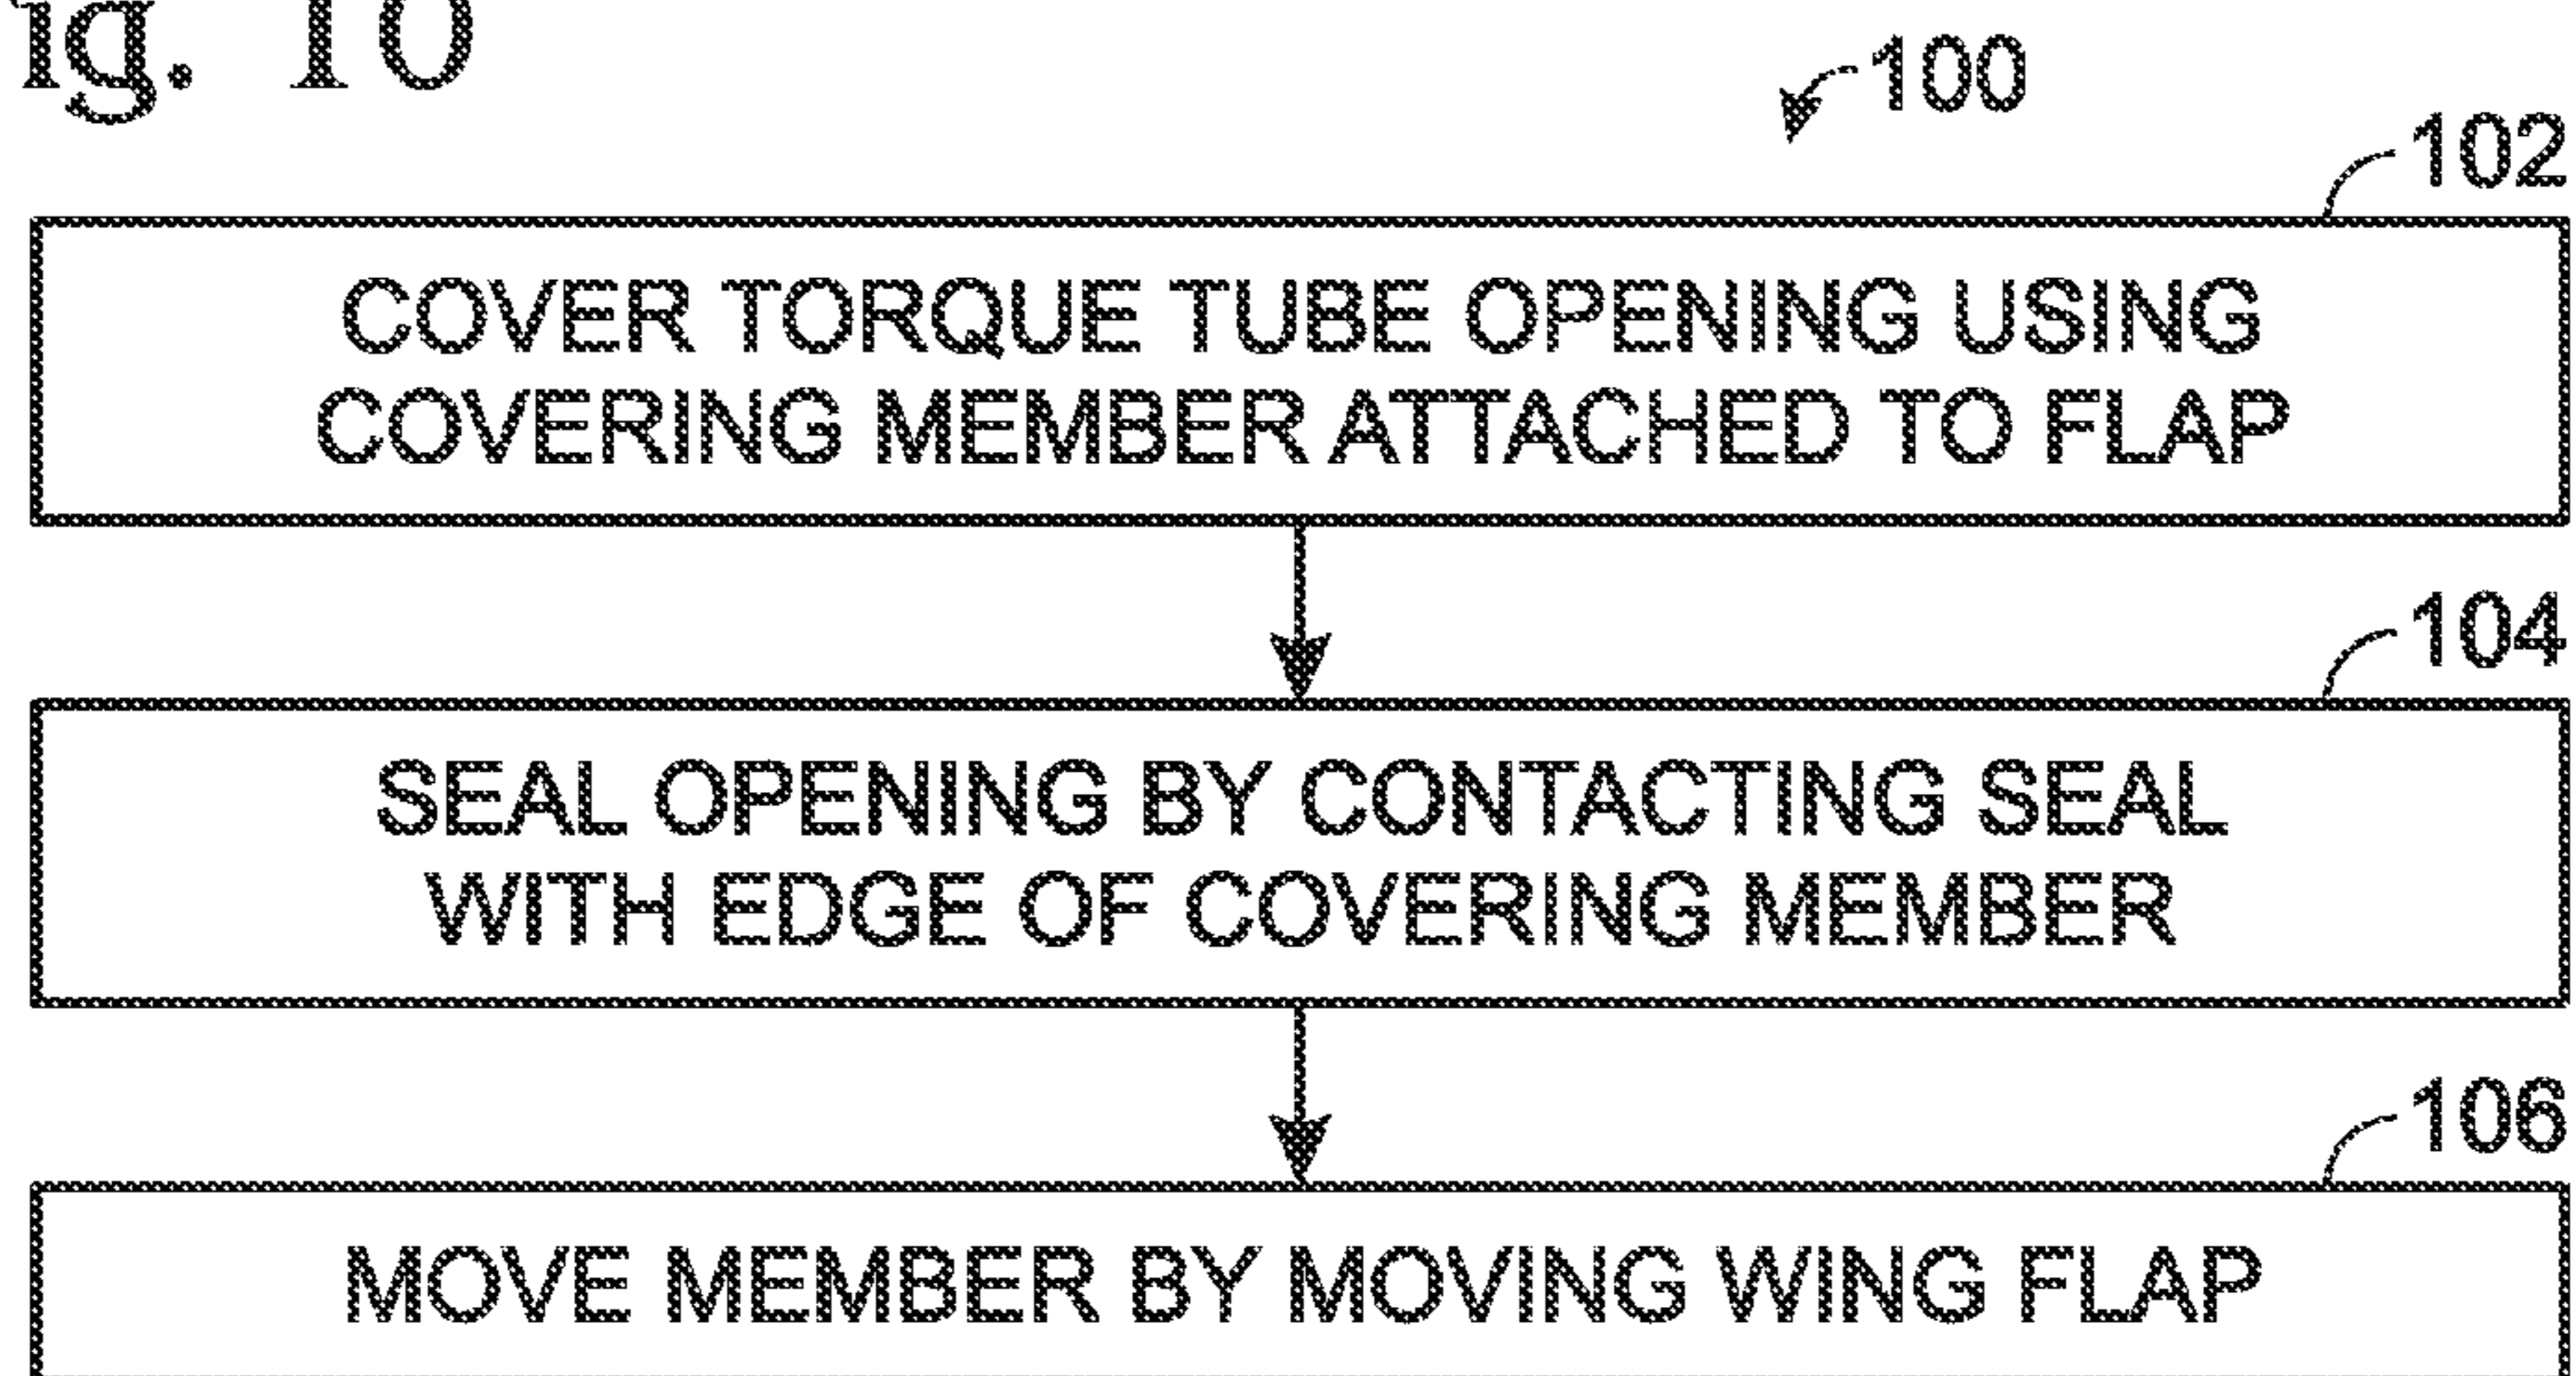 ig. 10
100
102
COVER TORQUE TUBE OPENING USING
COVERING MEMBER ATTACHED TO FLAP
104
SEAL OPENING BY CONTACTING SEAL
WITH EDGE OF COVERING MEMBER
106
MOVE MEMBER BY MOVING WING FLAP